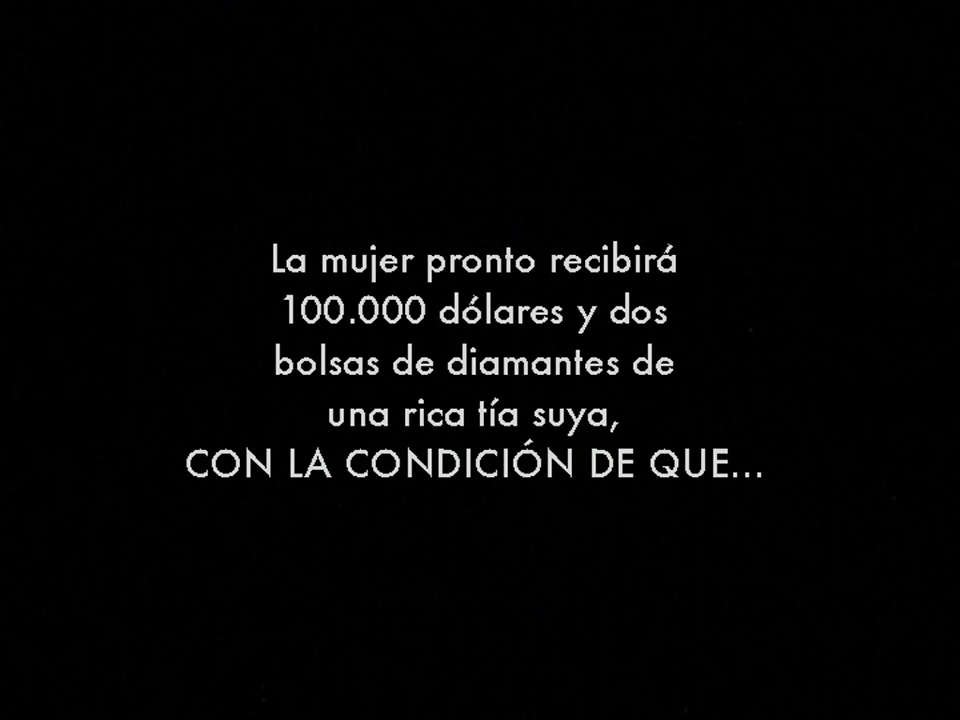 La mujer pronto recibirá
100.000 dólares y dos
bolsas de diamantes de
una rica tía suya,
CON LA CONDICIÓN DE QUE...